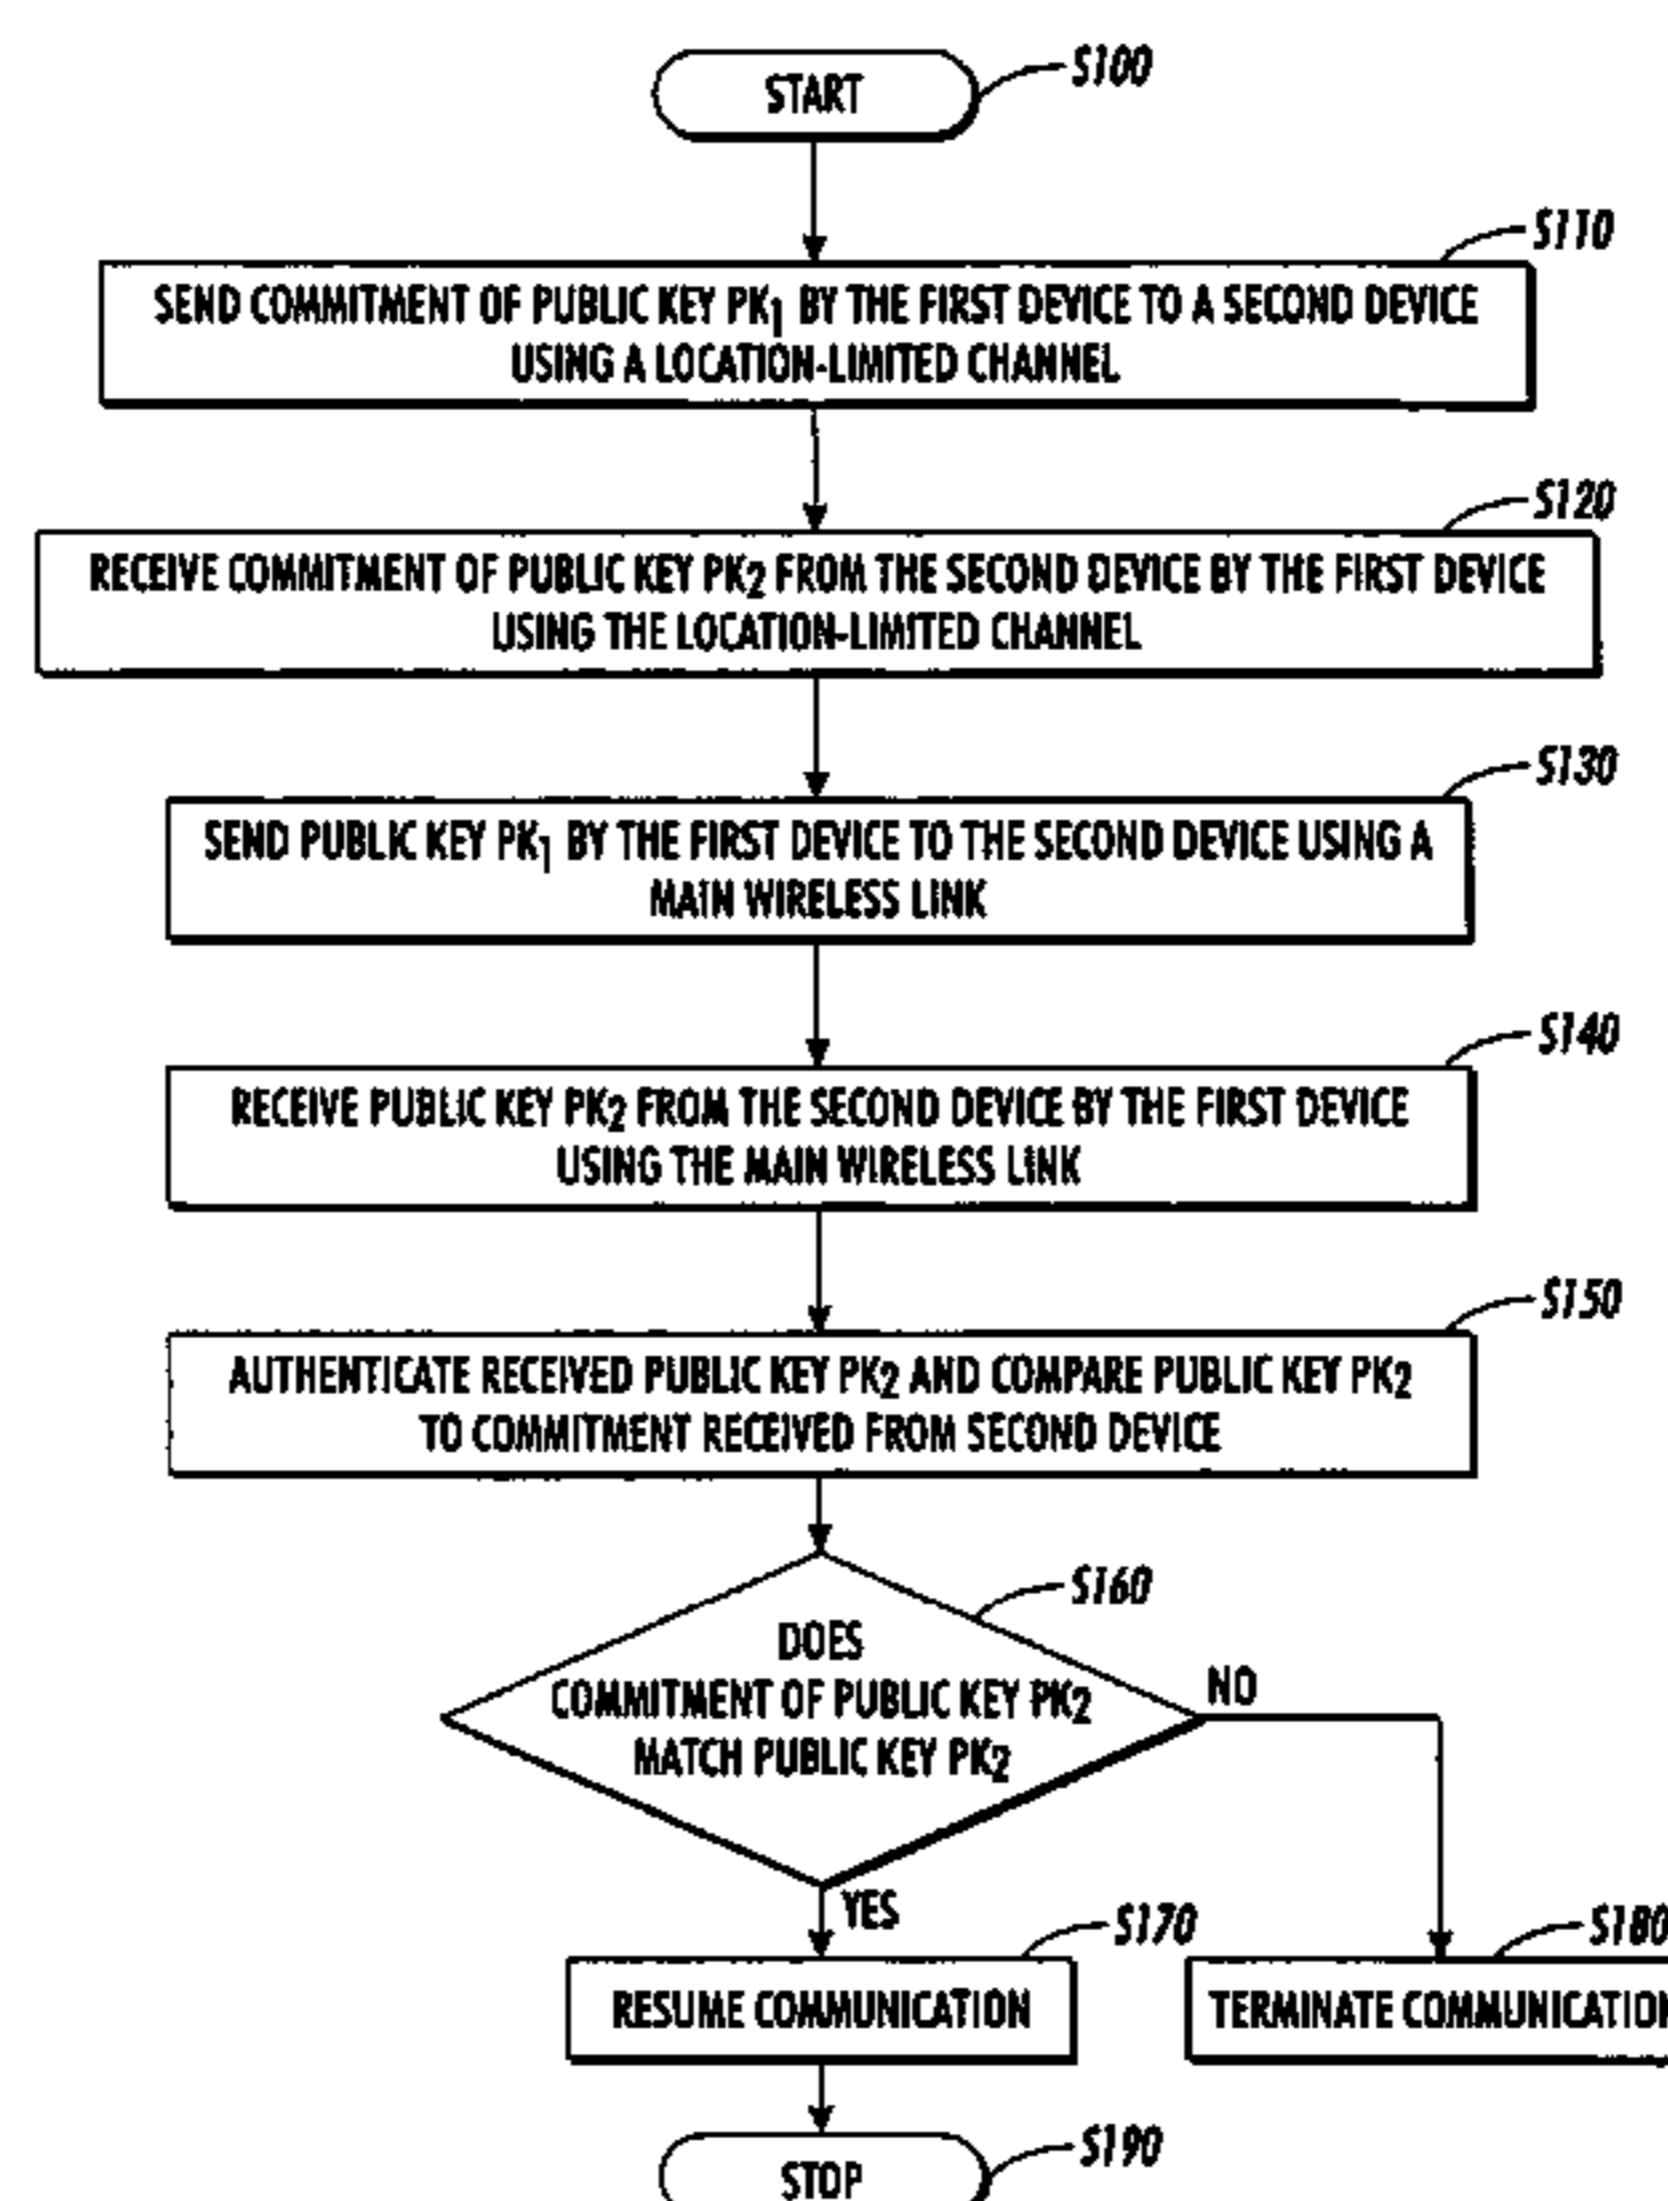 START
S100
S110
SEND COMMITMENT OF PUBLIC KEY PK1 BY THE FIRST DEVICE TO A SECOND DEVICE
USING A LOCATION-LIMITED CHANNEL
S120
RECEIVE COMMITMENT OF PUBLIC KEY PK2 FROM THE SECOND DEVICE BY THE FIRST DEVICE
USING THE LOCATION-LIMITED CHANNEL
S130
SEND PUBLIC KEY PK1 BY THE FIRST DEVICE TO THE SECOND DEVICE USING A
MAIN WIRELESS LINK
S140
RECEIVE PUBLIC KEY PK2 FROM THE SECOND DEVICE BY THE FIRST DEVICE
USING THE MAIN WIRELESS LINK
S150
AUTHENTICATE RECEIVED PUBLIC KEY PK2 AND COMPARE PUBLIC KEY PK2
TO COMMITMENT RECEIVED FROM SECOND DEVICE
S160
DOES
COMMITMENT OF PUBLIC KEY PK2
MATCH PUBLIC KEY PK2
NO
YES
S170
S180
RESUME COMMUNICATION
TERMINATE COMMUNICATION
S190
STOP